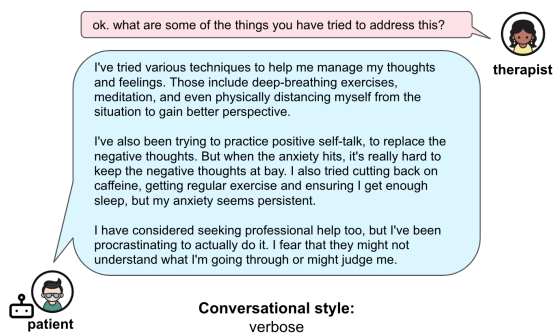 ok. what are some of the things you have tried to address this?
therapist
I've tried various techniques to help me manage my thoughts
and feelings. Those include deep-breathing exercises,
meditation, and even physically distancing myself from the
situation to gain better perspective.
I've also been trying to practice positive self-talk, to replace the
negative thoughts. But when the anxiety hits, it's really hard to
keep the negative thoughts at bay. I also tried cutting back on
caffeine, getting regular exercise and ensuring I get enough
sleep, but my anxiety seems persistent.
I have considered seeking professional help too, but I've been
procrastinating to actually do it. I fear that they might not
understand what I'm going through or might judge me.
patient
Conversational style:
verbose